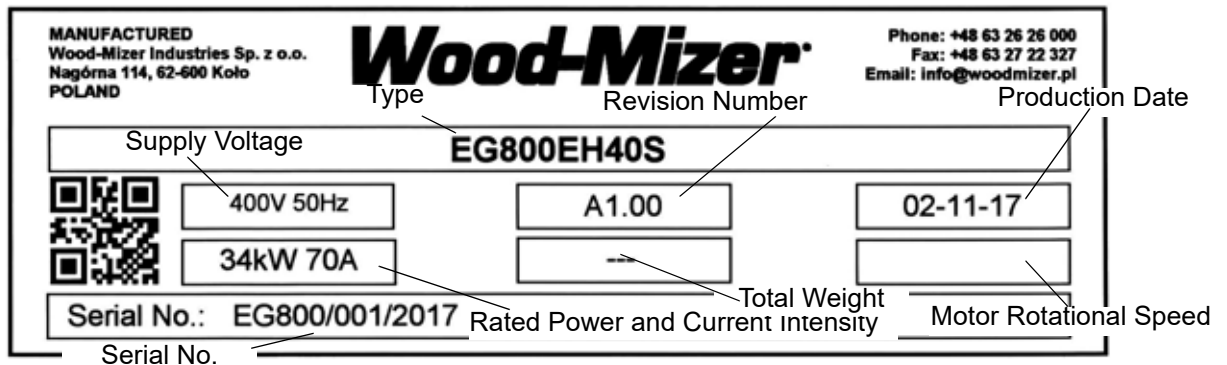 MANUFACTURED
Wood-Mizer Industries Sp. z o.o.
Nagórna 114, 62-600 Koło
POLAND
Wood-Mizer
Phone: +48 63 26 26 000
Fax: +48 63 27 22 327
Email: info@woodmizer.pl
Type
Revision Number
Production Date
Supply Voltage
EG800EH40S
400V 50Hz
A1.00
02-11-17
34kW 70A
---
Total Weight
Motor Rotational Speed
Serial No.: EG800/001/2017
Rated Power and Current Intensity
Serial No.